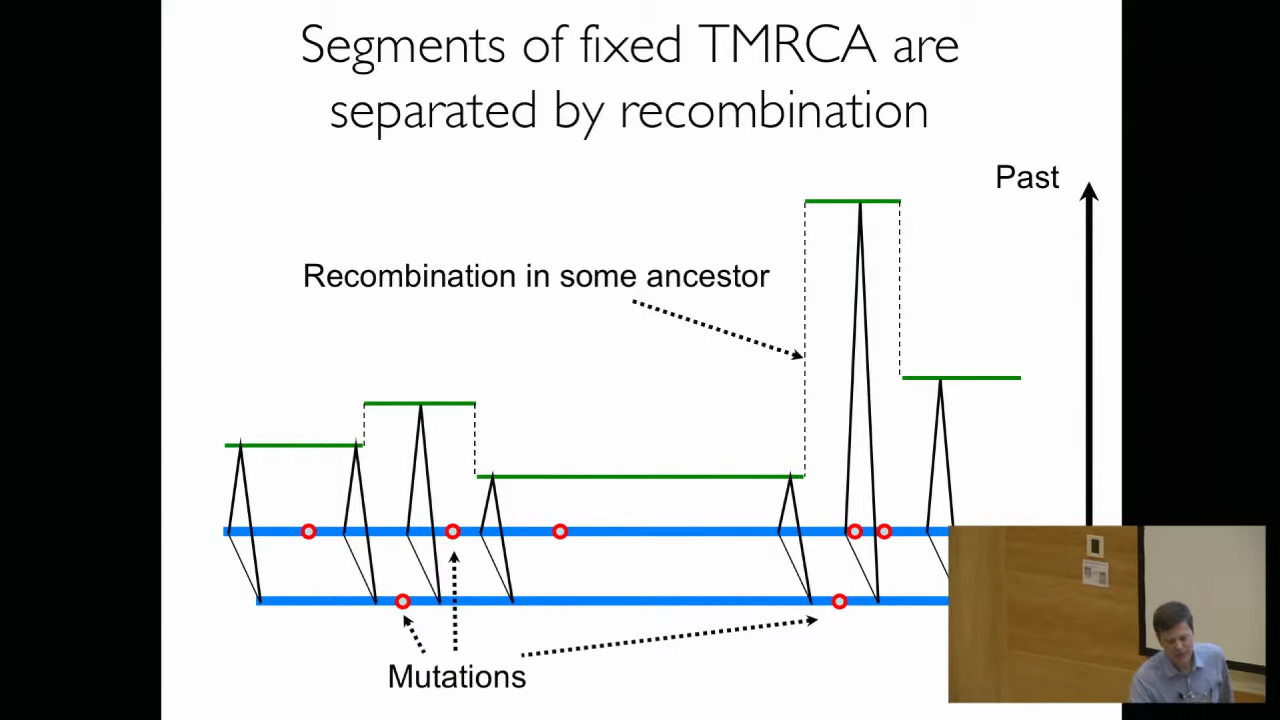 Segments of fixed TMRCA are
separated by recombination
Past
Recombination in some ancestor
Mutations